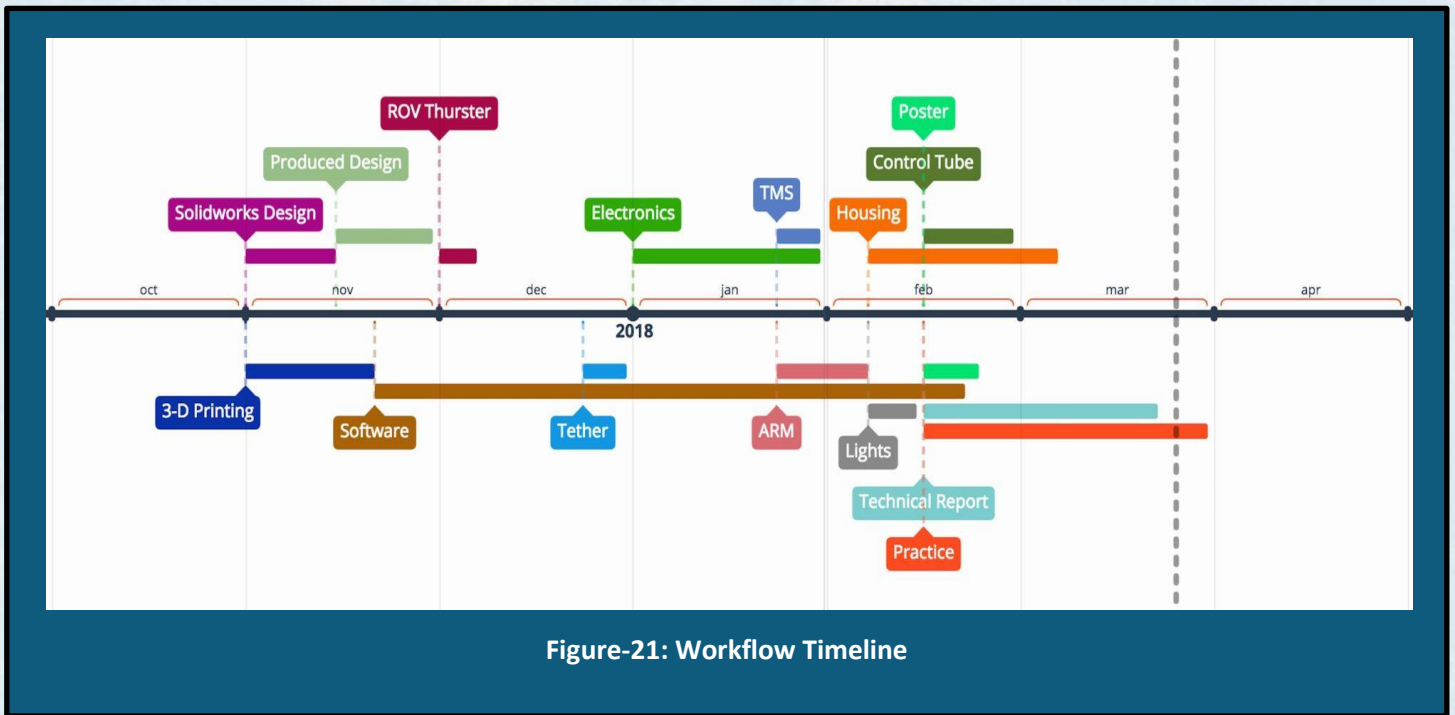 ROV Thurster
Poster
Produced Design
Control Tube
TMS
Solidworks Design
Electronics
Housing
oct
nov
dec
jan
feb
mar
apr
2018
3-D Printing
Software
Tether
ARM
Lights
Technical Report
Practice
Figure-21: Workflow Timeline